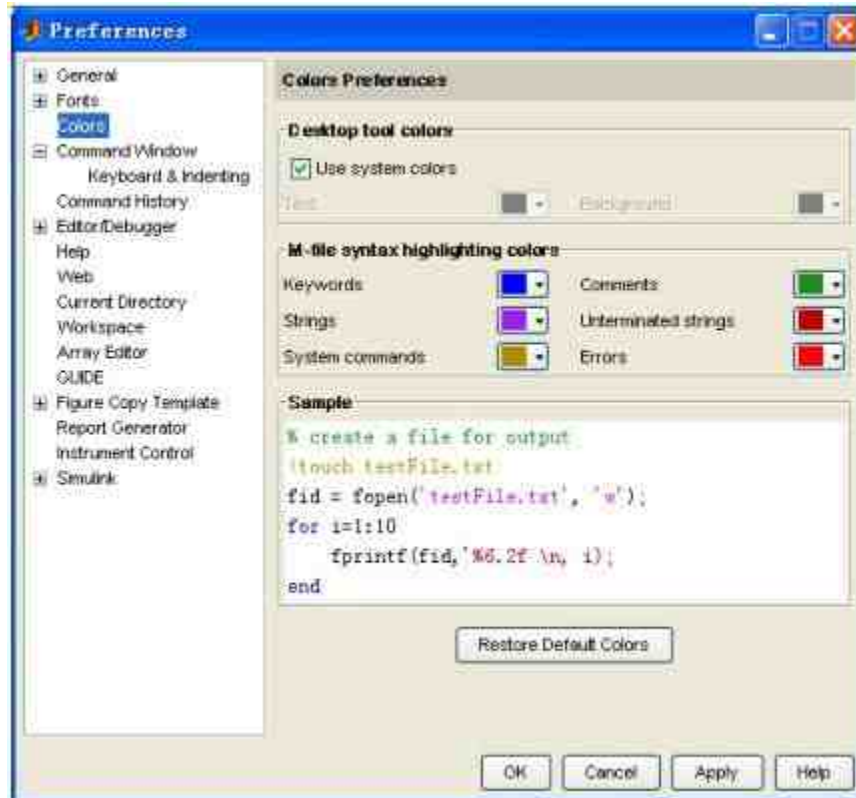 Preferences
General
Fonts
Colors
Command Window
Keyboard & Indenting
Command History
Editor/Debugger
Help
Web
Current Directory
Workspace
Array Editor
GUIDE
Figure Copy Template
Report Generator
Instrument Control
Simulink
Colors Preferences
Desktop tool colors
Use system colors
Text Background
M-file syntax highlighting colors
Keywords Comments
Strings Unterminated strings
System commands Errors
Sample
% create a file for output
!touch testFile.txt
fid = fopen('testFile.txt', 'w');
for i=1:10
fprintf(fid,'%6.2f \n, i);
end
Restore Default Colors
OK Cancel Apply Help